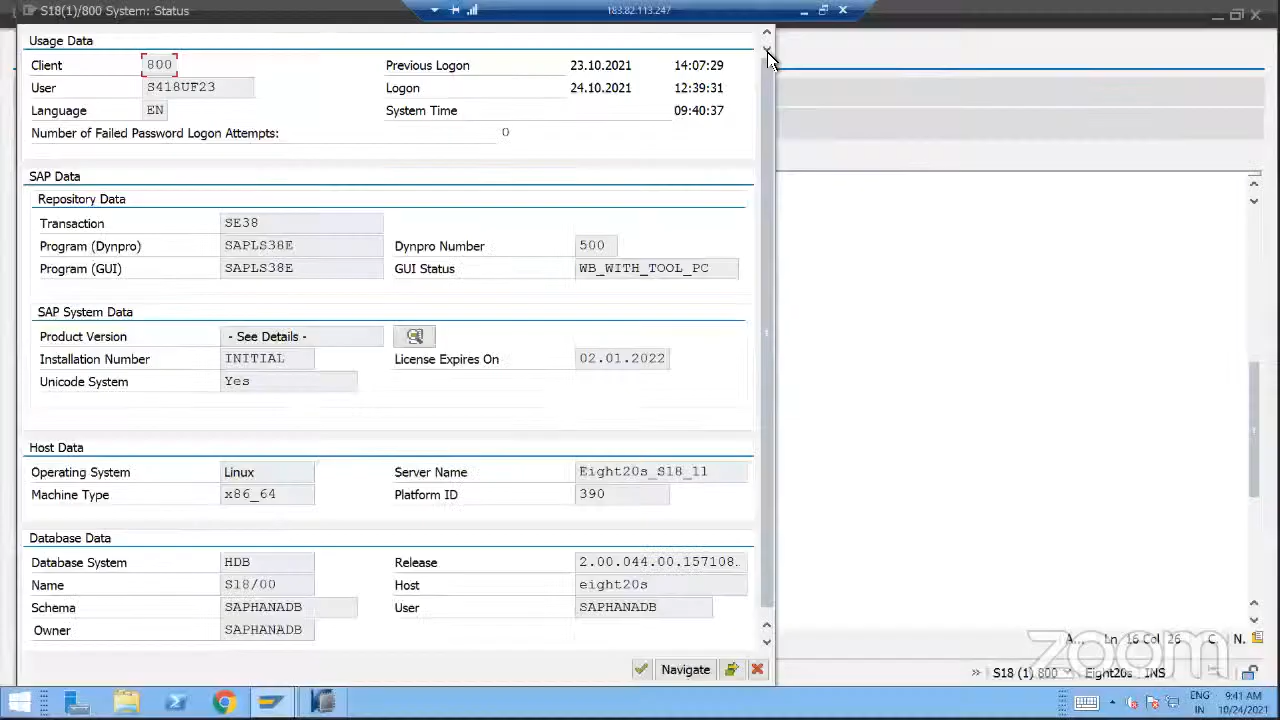 S18(1)/800 System: Status
183.82.113.247
Usage Data
Client 800 Previous Logon 23.10.2021 14:07:29
User S418UF23 Logon 24.10.2021 12:39:31
Language EN System Time 09:40:37
Number of Failed Password Logon Attempts: 0
SAP Data
Repository Data
Transaction SE38
Program (Dynpro) SAPLS38E Dynpro Number 500
Program (GUI) SAPLS38E GUI Status WB_WITH_TOOL_PC
SAP System Data
Product Version - See Details -
Installation Number INITIAL License Expires On 02.01.2022
Unicode System Yes
Host Data
Operating System Linux Server Name Eight20s_S18_11
Machine Type x86_64 Platform ID 390
Database Data
Database System HDB Release 2.00.044.00.157108.
Name S18/00 Host eight20s
Schema SAPHANADB User SAPHANADB
Owner SAPHANADB
A... Ln 16 Col 26 C. N.
zoom
Navigate
S18 (1) 800 Eight20s INS
ENG 9:41 AM
IN 10/24/2021